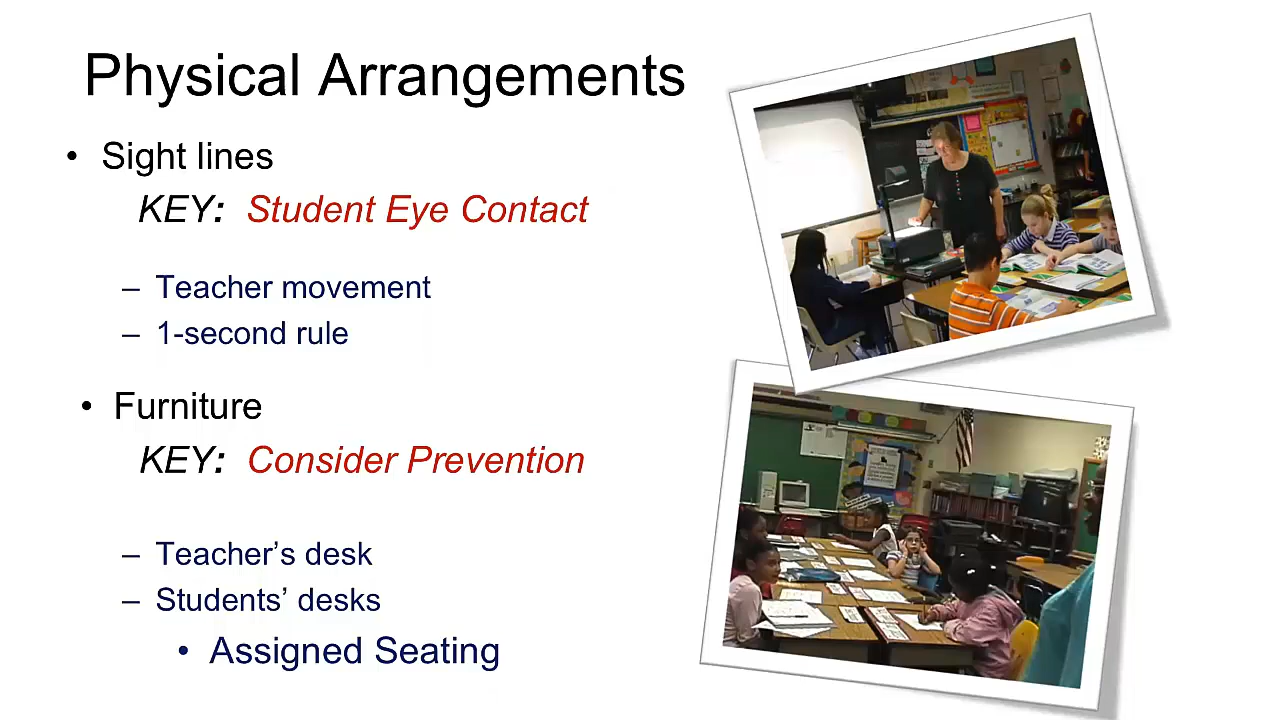 Physical Arrangements
• Sight lines
KEY: Student Eye Contact
– Teacher movement
– 1-second rule
• Furniture
KEY: Consider Prevention
– Teacher’s desk
– Students’ desks
• Assigned Seating